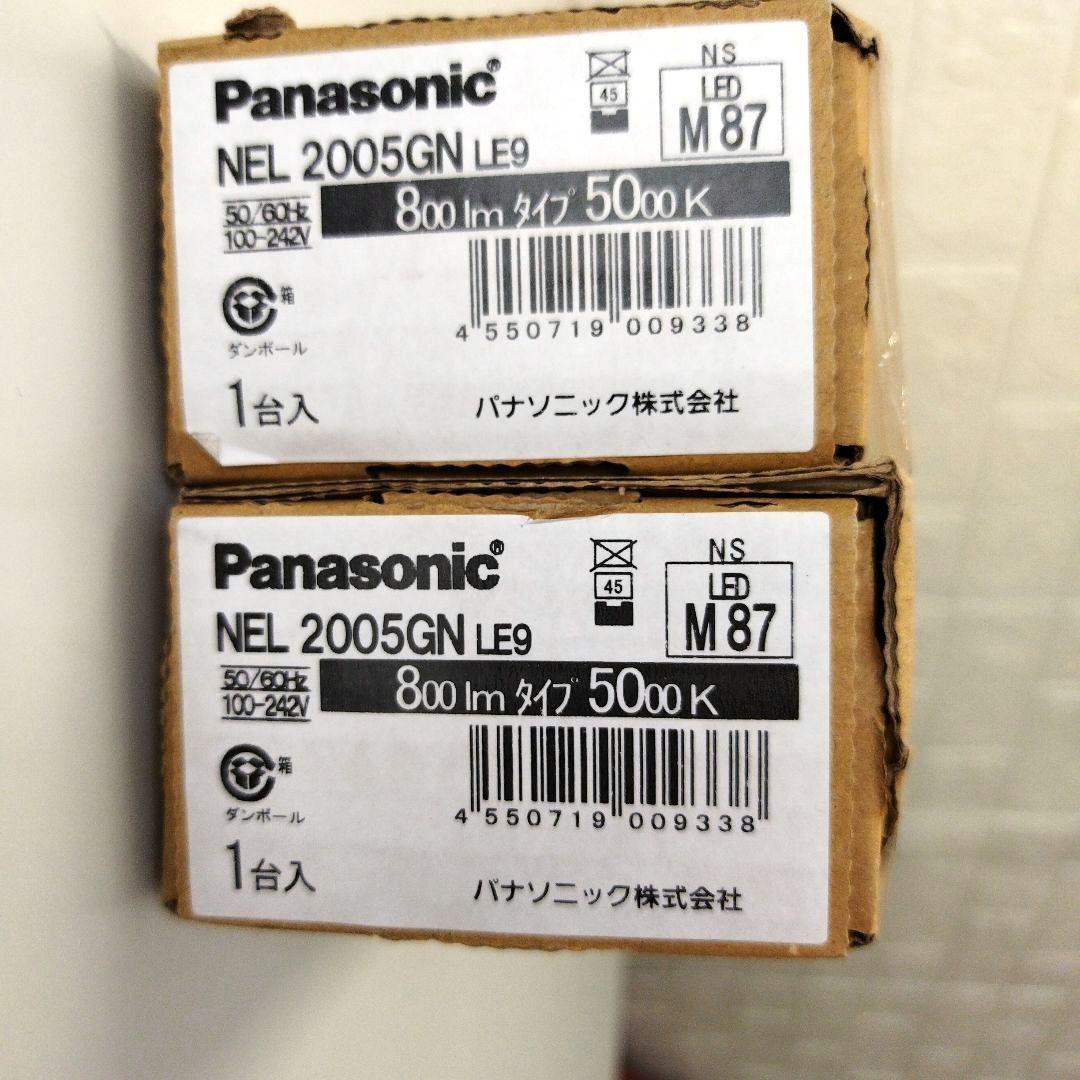 Panasonic®
NS
LED
M 87
45
NEL 2005GN LE9
50/60Hz
100-242V
800 lm タイプ 5000 K
4 550719 009338
箱
ダンボール
1台入
パナソニック株式会社
Panasonic®
NS
LED
M 87
45
NEL 2005GN LE9
50/60Hz
100-242V
800 lm タイプ 5000 K
4 550719 009338
箱
ダンボール
1台入
パナソニック株式会社